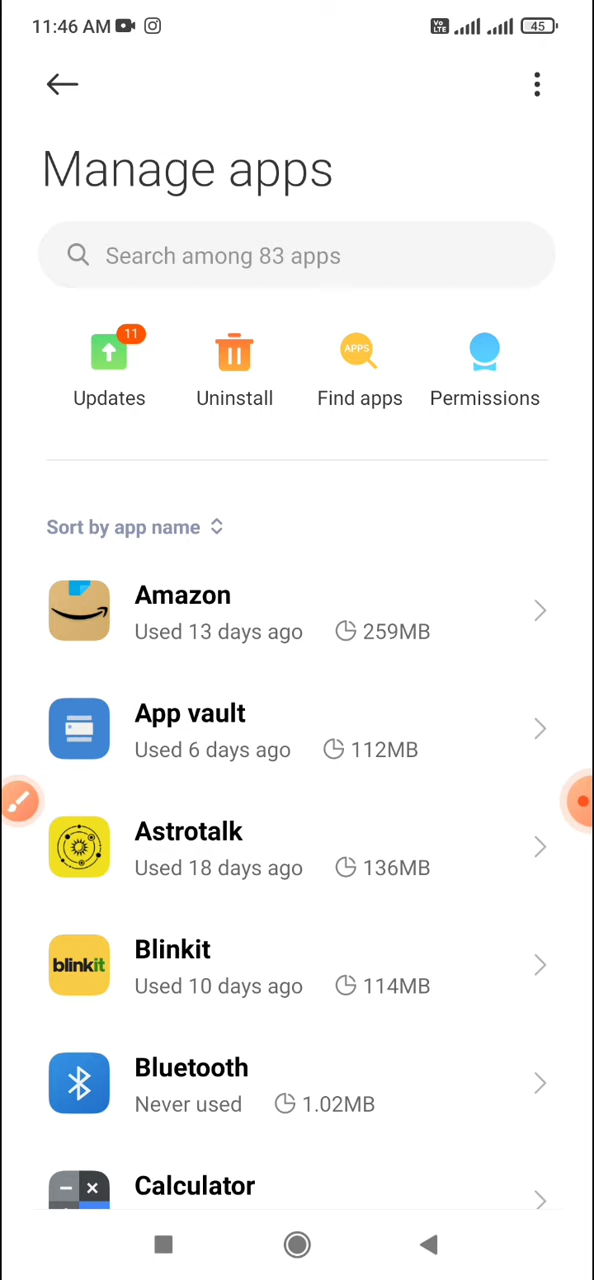 11:46 AM
Vo LTE
45
Manage apps
Search among 83 apps
11
APPS
Updates Uninstall Find apps Permissions
Sort by app name
Amazon
Used 13 days ago 259MB
App vault
Used 6 days ago 112MB
Astrotalk
Used 18 days ago 136MB
Blinkit
blinkit
Used 10 days ago 114MB
Bluetooth
Never used 1.02MB
Calculator